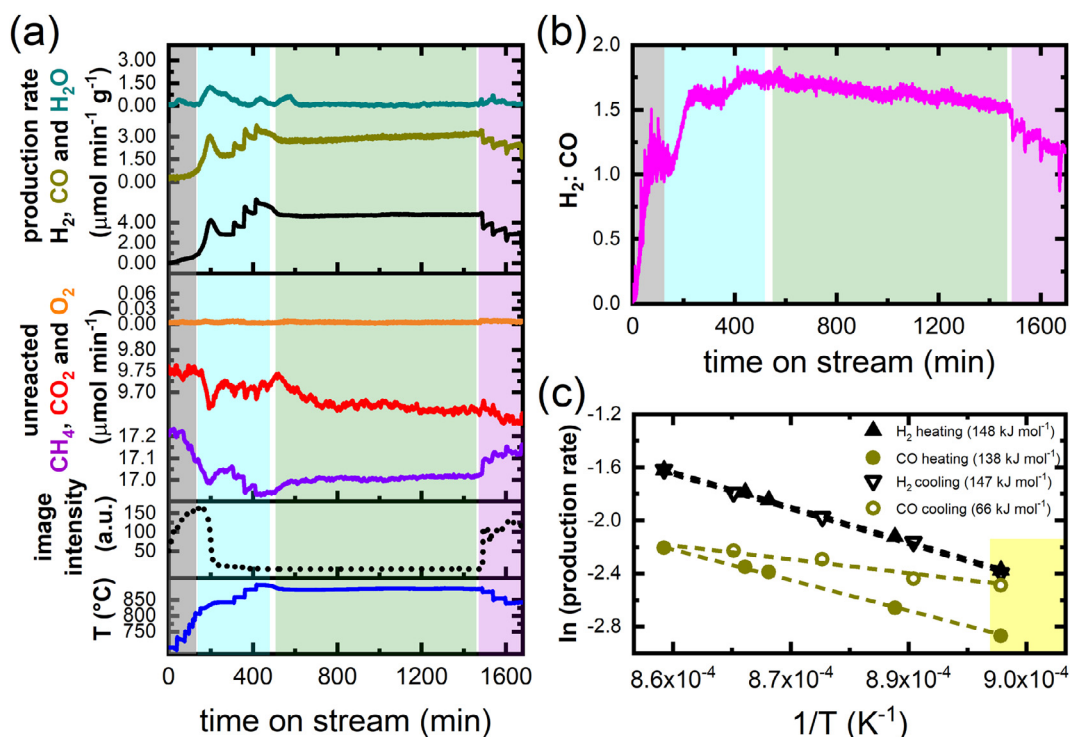 (a)
production rate
H₂, CO and H₂O
(μmol min⁻¹ g⁻¹)
3.00
1.50
0.00
3.00
1.50
0.00
4.00
2.00
0.00
unreacted
CH₄, CO₂ and O₂
(μmol min⁻¹)
0.06
0.03
0.00
9.80
9.75
9.70
17.2
17.1
17.0
image
intensity
(a.u.)
150
100
50
T (°C)
850
800
750
0 400 800 1200 1600
time on stream (min)
(b)
H₂: CO
2.0
1.5
1.0
0.5
0.0
0 400 800 1200 1600
time on stream (min)
(c)
ln (production rate)
-1.2
-1.6
-2.0
-2.4
-2.8
H₂ heating (148 kJ mol⁻¹)
CO heating (138 kJ mol⁻¹)
H₂ cooling (147 kJ mol⁻¹)
CO cooling (66 kJ mol⁻¹)
8.6x10⁻⁴ 8.7x10⁻⁴ 8.9x10⁻⁴ 9.0x10⁻⁴
1/T (K⁻¹)